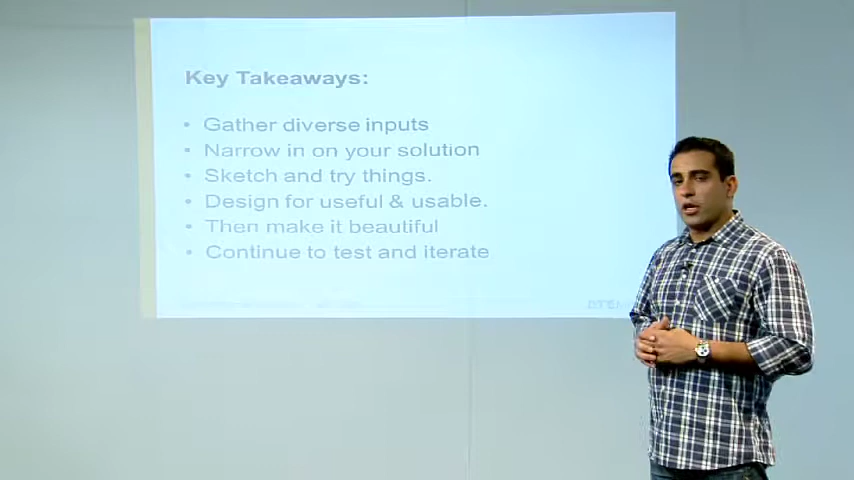 Key Takeaways:
• Gather diverse inputs
• Narrow in on your solution
• Sketch and try things.
• Design for useful & usable.
• Then make it beautiful
• Continue to test and iterate